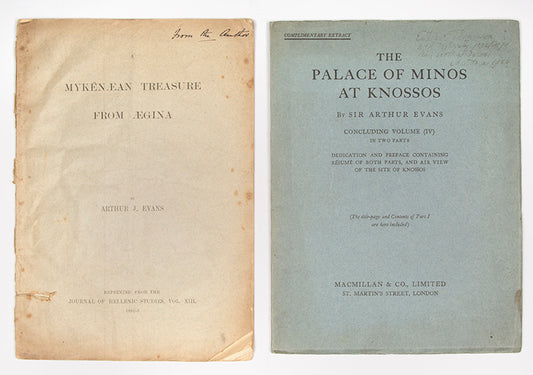 From the Author
A
MYKĒNÆAN TREASURE
FROM ÆGINA
BY
ARTHUR J. EVANS
REPRINTED FROM THE
JOURNAL OF HELLENIC STUDIES, VOL. XIII,
1892-3
COMPLIMENTARY EXTRACT
THE
PALACE OF MINOS
AT KNOSSOS
BY SIR ARTHUR EVANS
CONCLUDING VOLUME (IV)
IN TWO PARTS
DEDICATION AND PREFACE CONTAINING
RÉSUMÉ OF BOTH PARTS, AND AIR VIEW
OF THE SITE OF KNOSSOS
(The title-page and Contents of Part I
are here included)
MACMILLAN & CO., LIMITED
ST. MARTIN'S STREET, LONDON